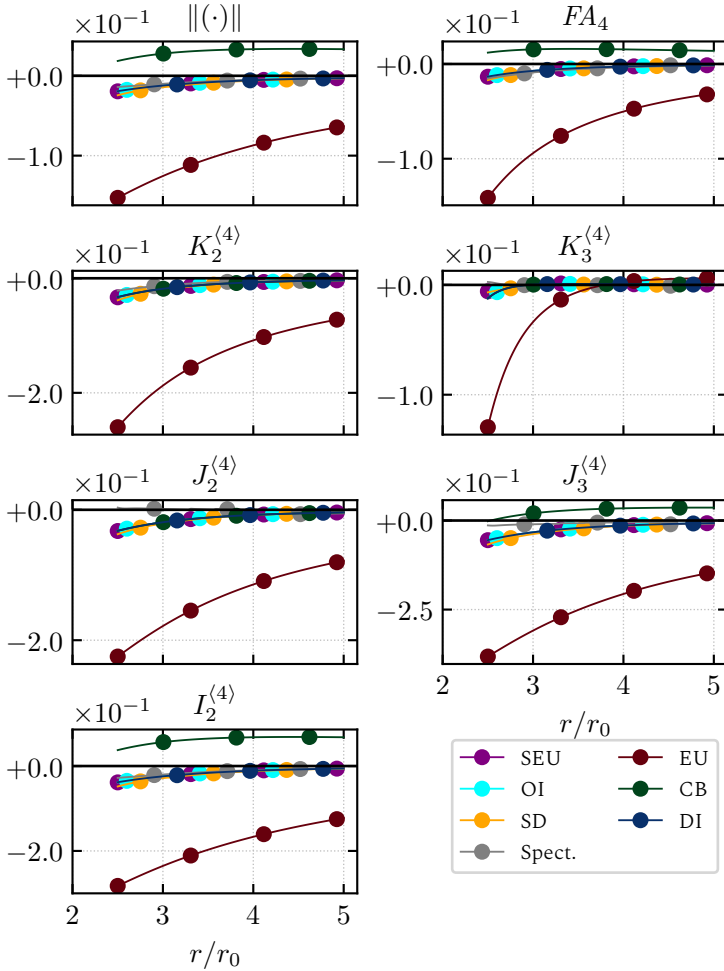 ‖(·)‖
FA₄
×10⁻¹
×10⁻¹
+0.0
−1.0
+0.0
−1.0
K₂^⟨4⟩
K₃^⟨4⟩
×10⁻¹
×10⁻¹
+0.0
−2.0
+0.0
−1.0
J₂^⟨4⟩
J₃^⟨4⟩
×10⁻¹
×10⁻¹
+0.0
−2.0
+0.0
−2.5
2 3 4 5
r/r₀
I₂^⟨4⟩
×10⁻¹
+0.0
−2.0
2 3 4 5
r/r₀
SEU
OI
SD
Spect.
EU
CB
DI